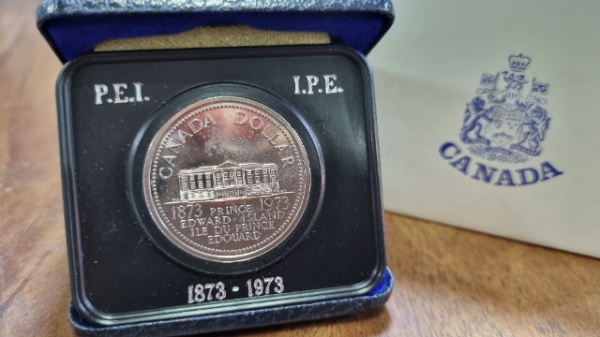 P.E.I. I.P.E.
CANADA DOLLAR
1873 PRINCE 1973
EDWARD ISLAND
ILE DU PRINCE
EDOUARD
1873 - 1973
CANADA